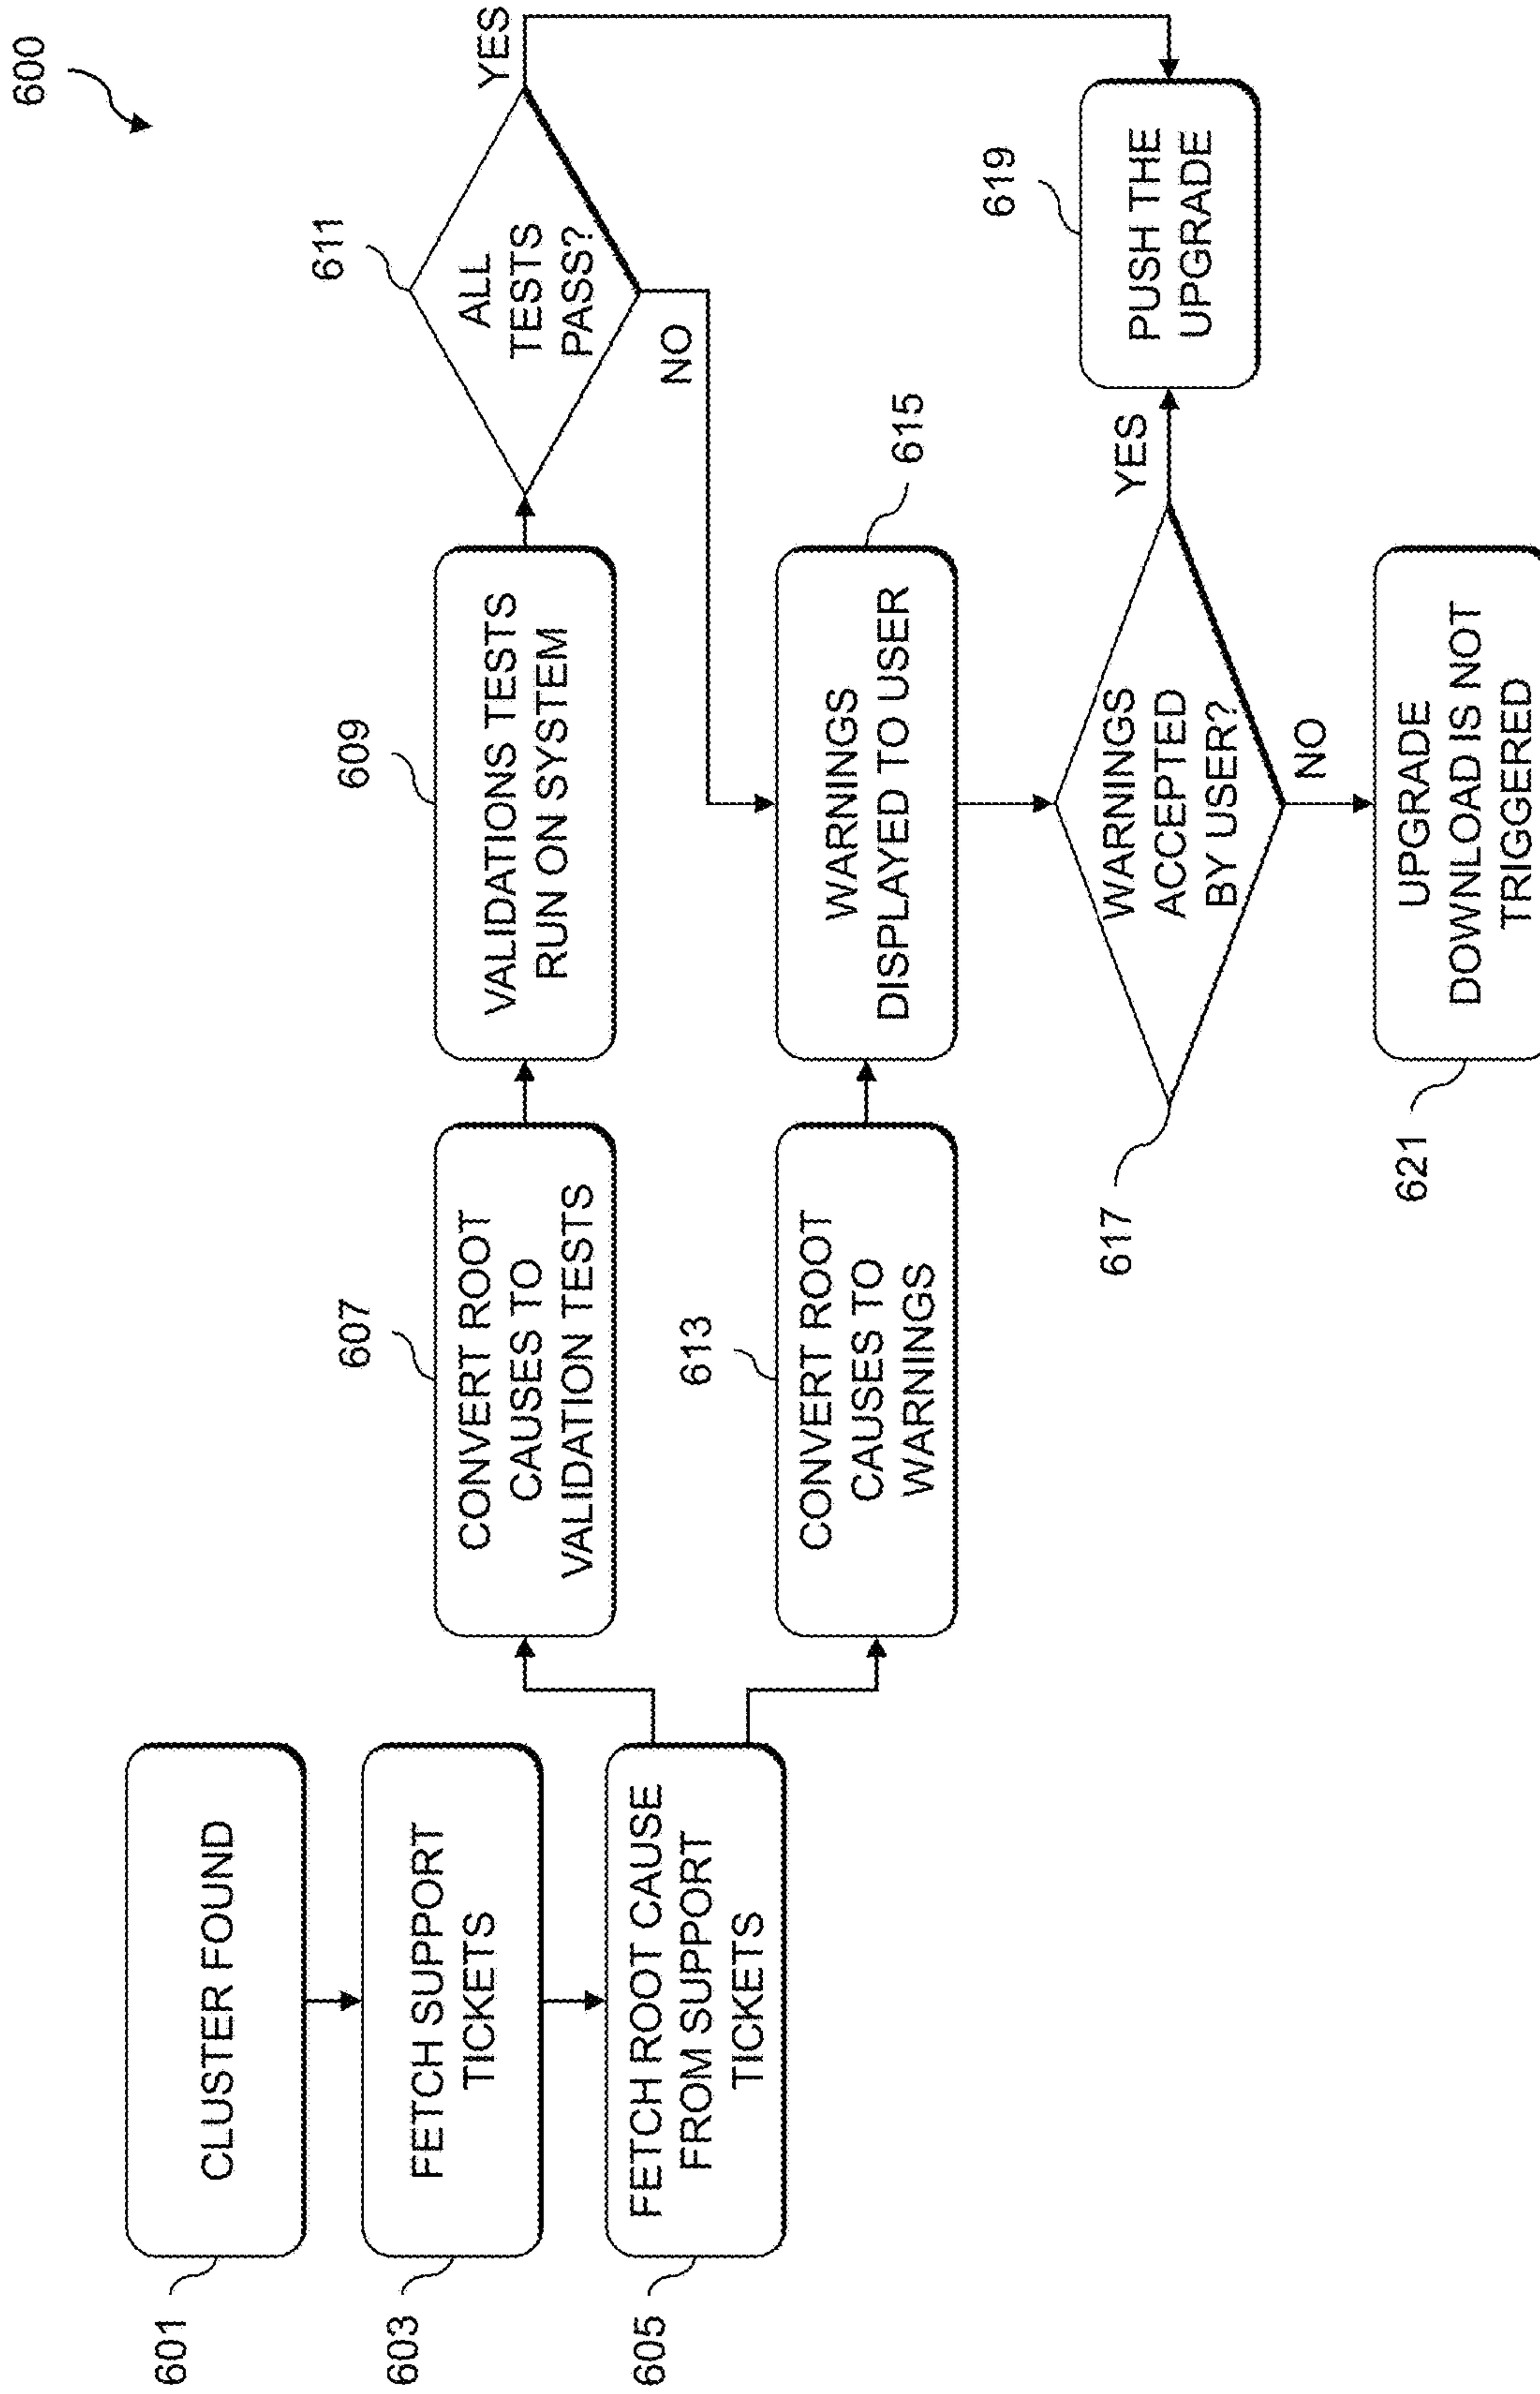 600
601
CLUSTER FOUND
603
FETCH SUPPORT
TICKETS
605
FETCH ROOT CAUSE
FROM SUPPORT
TICKETS
607
CONVERT ROOT
CAUSES TO
VALIDATION TESTS
609
VALIDATIONS TESTS
RUN ON SYSTEM
611
ALL
TESTS
PASS?
YES
NO
613
CONVERT ROOT
CAUSES TO
WARNINGS
615
WARNINGS
DISPLAYED TO USER
617
WARNINGS
ACCEPTED
BY USER?
YES
NO
619
PUSH THE
UPGRADE
621
UPGRADE
DOWNLOAD IS NOT
TRIGGERED